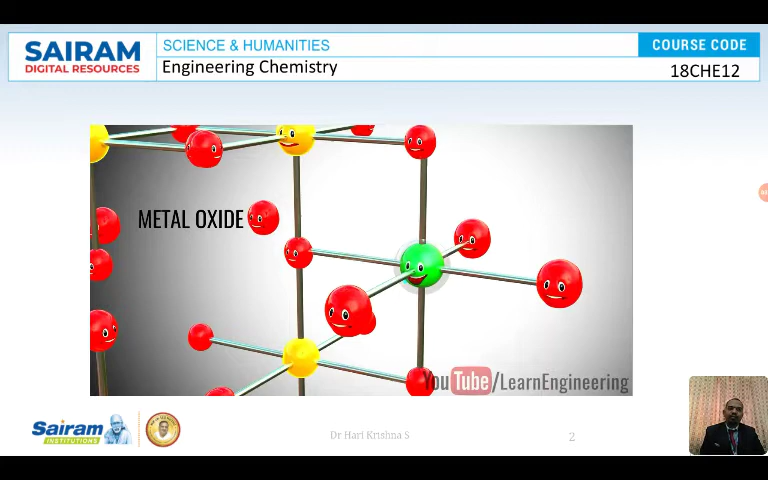 SAIRAM
DIGITAL RESOURCES
SCIENCE & HUMANITIES
Engineering Chemistry
COURSE CODE
18CHE12
METAL OXIDE
YouTube/LearnEngineering
Sairam
INSTITUTIONS
Dr Hari Krishna S
2